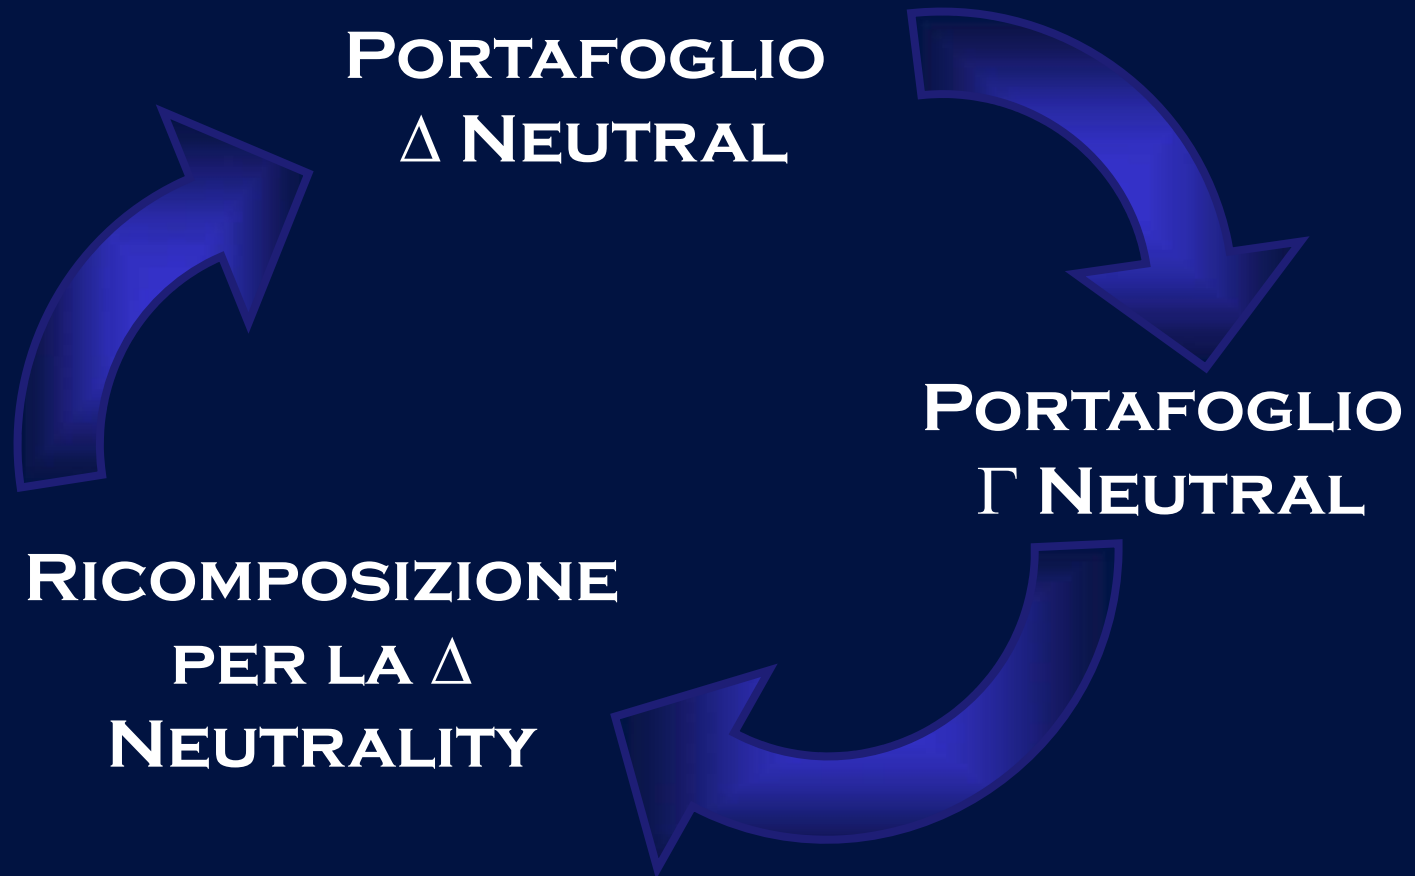 Portafoglio
Δ Neutral
Portafoglio
Γ Neutral
Ricomposizione
per la Δ
Neutrality